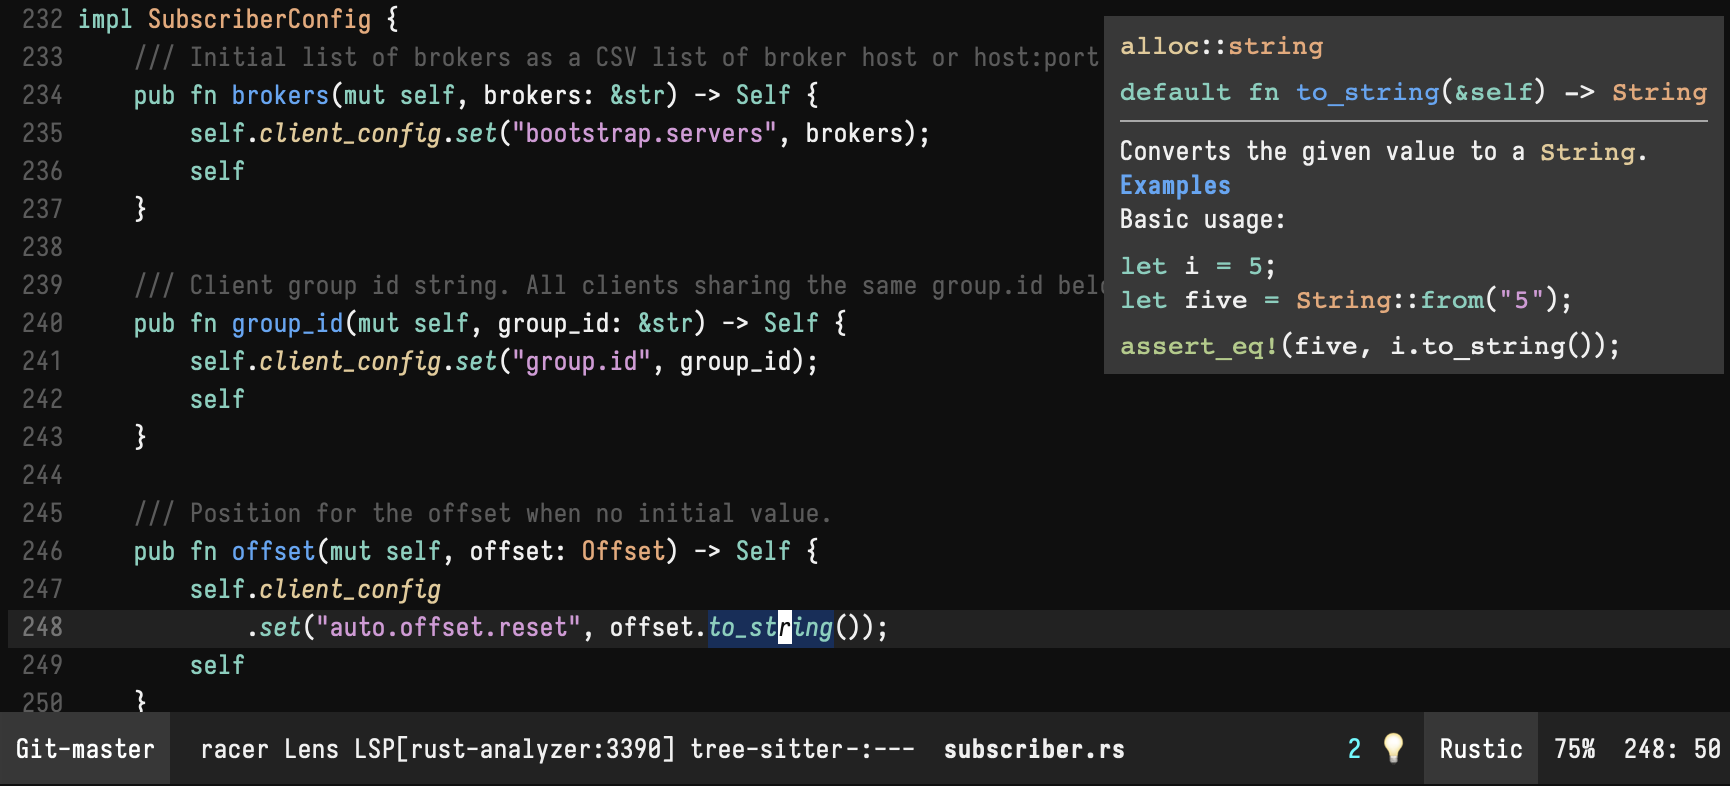 232 impl SubscriberConfig {
233     /// Initial list of brokers as a CSV list of broker host or host:port
234     pub fn brokers(mut self, brokers: &str) -> Self {
235         self.client_config.set("bootstrap.servers", brokers);
236         self
237     }
238
239     /// Client group id string. All clients sharing the same group.id belo
240     pub fn group_id(mut self, group_id: &str) -> Self {
241         self.client_config.set("group.id", group_id);
242         self
243     }
244
245     /// Position for the offset when no initial value.
246     pub fn offset(mut self, offset: Offset) -> Self {
247         self.client_config
248             .set("auto.offset.reset", offset.to_string());
249         self
250     }
alloc::string
default fn to_string(&self) -> String
Converts the given value to a String.
Examples
Basic usage:
let i = 5;
let five = String::from("5");
assert_eq!(five, i.to_string());
Git-master racer Lens LSP[rust-analyzer:3390] tree-sitter-:--- subscriber.rs 2 Rustic 75% 248: 50